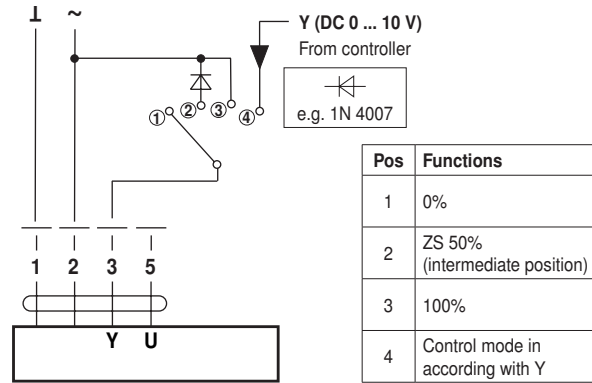 ⊥ ~
Y (DC 0 ... 10 V)
From controller
e.g. 1N 4007
1 2 3 4
Pos Functions
1 0%
2 ZS 50%
(intermediate position)
3 100%
4 Control mode in
according with Y
1 2 3 5
Y U